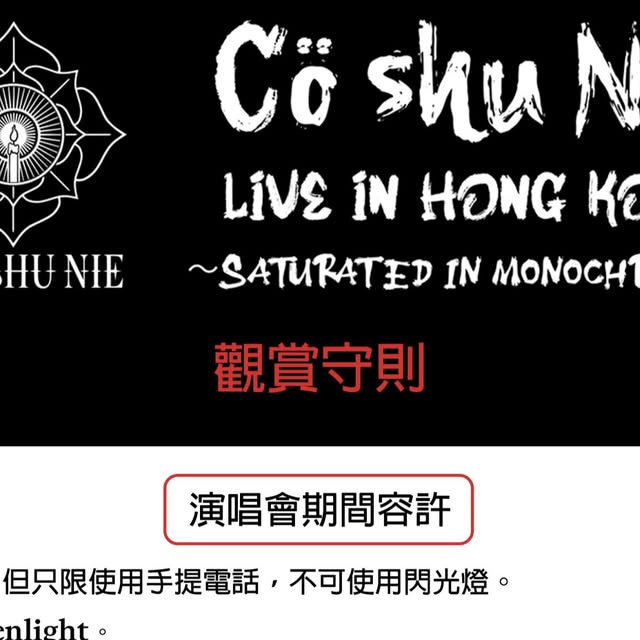 Cö shu N
LIVE IN HONG KO
SHU NIE
～SATURATED IN MONOCH
觀賞守則
演唱會期間容許
但只限使用手提電話，不可使用閃光燈。
enlight。